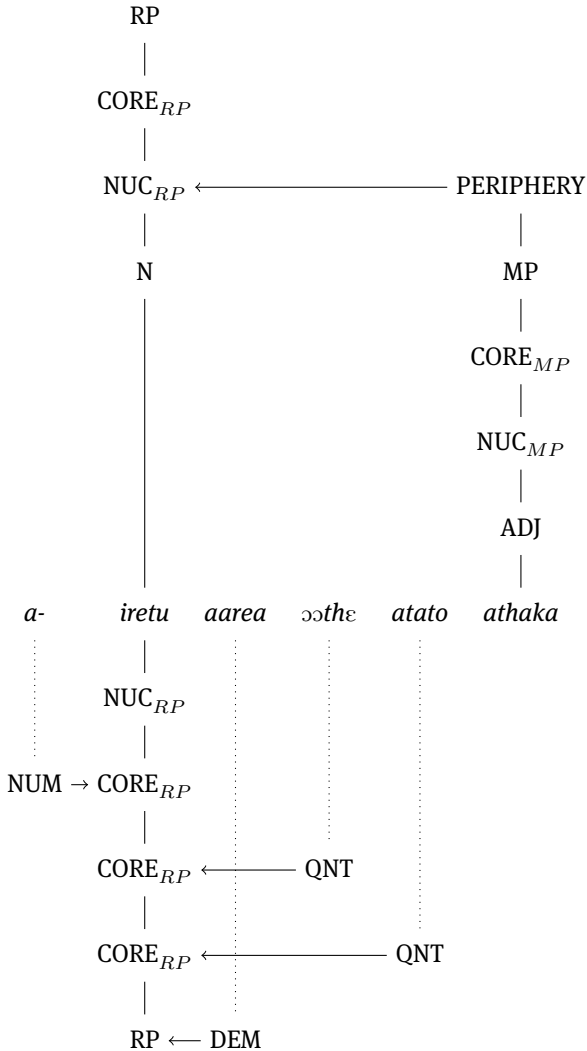 RP
CORE_RP
NUC_RP PERIPHERY
N MP
CORE_MP
NUC_MP
ADJ
a- iretu aarea ɔɔthɛ atato athaka
NUC_RP
NUM CORE_RP
CORE_RP QNT
CORE_RP QNT
RP DEM